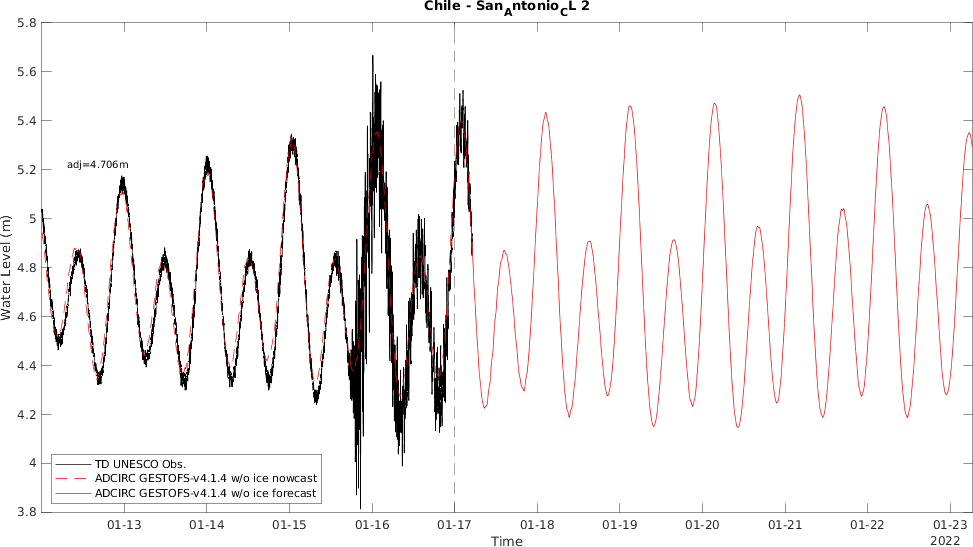 Chile - SanAntonioCL 2
5.8
5.6
5.4
5.2
5
4.8
4.6
4.4
4.2
4
3.8
Water Level (m)
adj=4.706m
TD UNESCO Obs.
ADCIRC GESTOFS-v4.1.4 w/o ice nowcast
ADCIRC GESTOFS-v4.1.4 w/o ice forecast
01-13 01-14 01-15 01-16 01-17 01-18 01-19 01-20 01-21 01-22 01-23
Time 2022